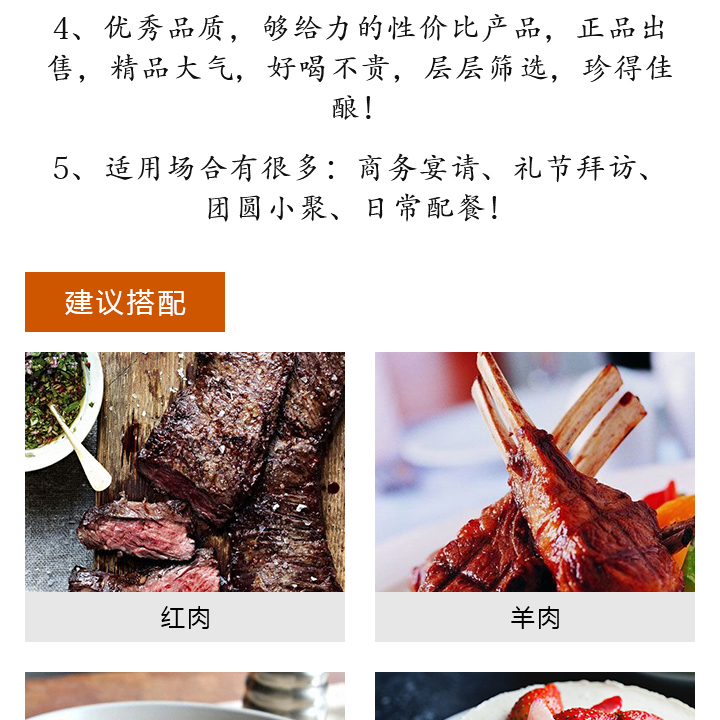 4、优秀品质，够给力的性价比产品，正品出
售，精品大气，好喝不贵，层层筛选，珍得佳
酿！
5、适用场合有很多：商务宴请、礼节拜访、
团圆小聚、日常配餐！
建议搭配
红肉
羊肉